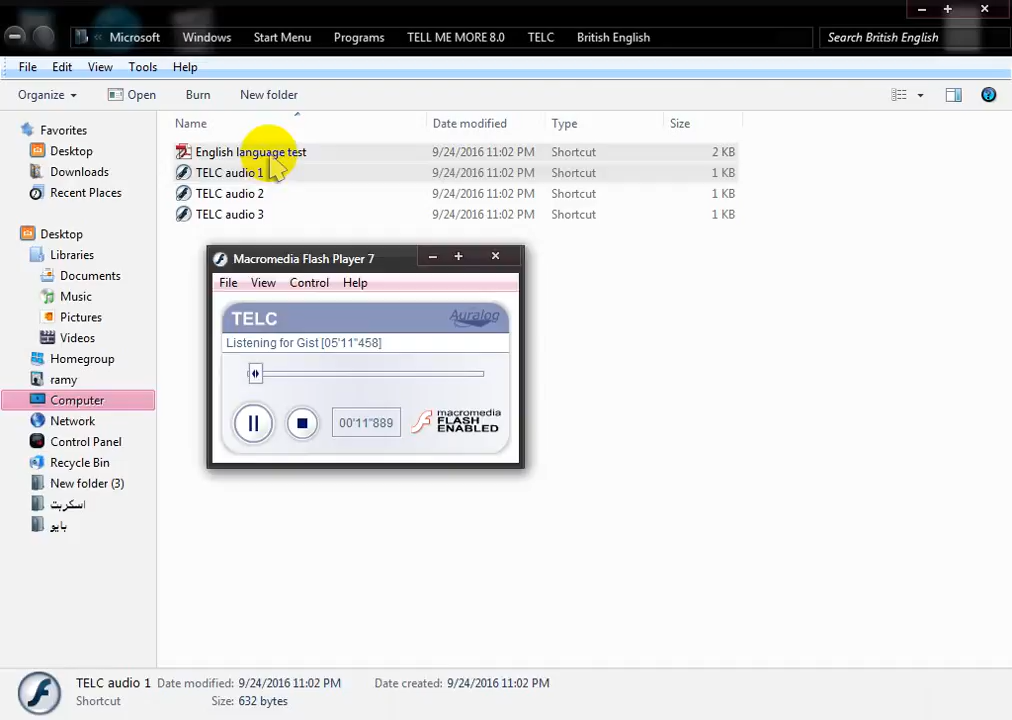 « Microsoft Windows Start Menu Programs TELL ME MORE 8.0 TELC British English Search British English
File Edit View Tools Help
Organize Open Burn New folder
Name Date modified Type Size
Favorites
Desktop
Downloads
Recent Places
Desktop
Libraries
Documents
Music
Pictures
Videos
Homegroup
ramy
Computer
Network
Control Panel
Recycle Bin
New folder (3)
اسكربت
بايو
English language test 9/24/2016 11:02 PM Shortcut 2 KB
TELC audio 1 9/24/2016 11:02 PM Shortcut 1 KB
TELC audio 2 9/24/2016 11:02 PM Shortcut 1 KB
TELC audio 3 9/24/2016 11:02 PM Shortcut 1 KB
Macromedia Flash Player 7
File View Control Help
TELC Auralog
Listening for Gist [05'11"458]
00'11"889
macromedia
FLASH
ENABLED
TELC audio 1 Date modified: 9/24/2016 11:02 PM Date created: 9/24/2016 11:02 PM
Shortcut Size: 632 bytes